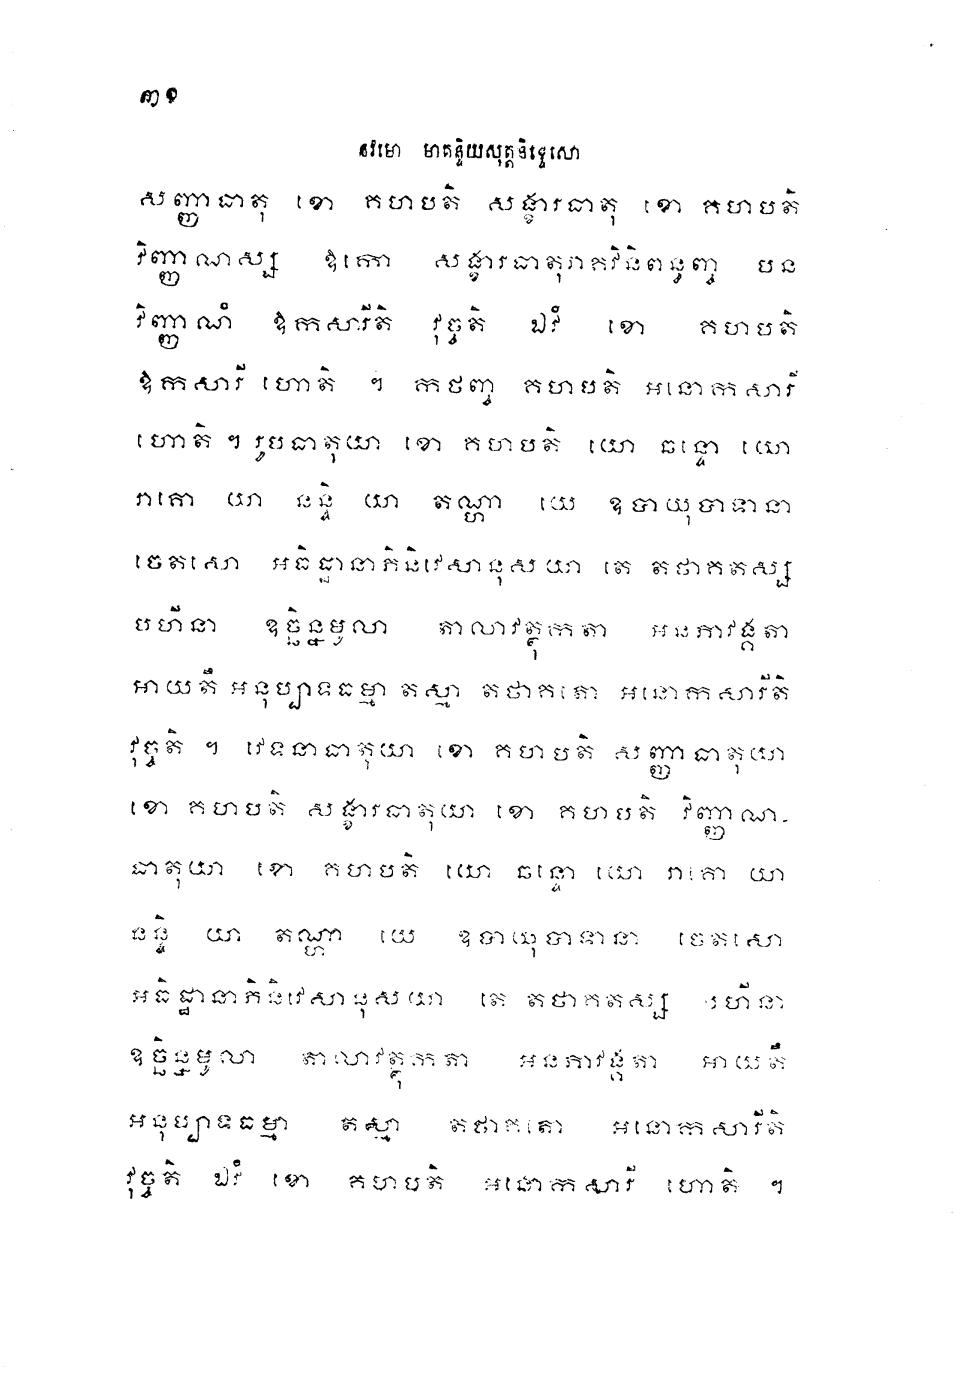 ៣១
នវមោ មាគន្ទិយសុត្តនិទ្ទេសោ
សញ្ញាធាតុ ខោ គហបតិ សង្ខារធាតុ ខោ គហបតិ
វិញ្ញាណស្ស ឱកោ សង្ខារធាតុរាគវិនិពន្ធញ្ច បន
វិញ្ញាណំ ឱកសារីតិ វុច្ចតិ ឯវំ ខោ គហបតិ
ឱកសារី ហោតិ ។ កថញ្ច គហបតិ អនោកសារី
ហោតិ ។ រូបធាតុយា ខោ គហបតិ យោ ឆន្ទោ យោ
រាគោ យា នន្ទិ យា តណ្ហា យេ ឧបាយុបាទានា
ចេតសោ អធិដ្ឋានាភិនិវេសានុសយា តេ តថាគតស្ស
បហីនា ឧច្ឆិន្នមូលា តាលាវត្ថុកតា អនភាវង្គតា
អាយតឹ អនុប្បាទធម្មា តស្មា តថាគតោ អនោកសារីតិ
វុច្ចតិ ។ វេទនាធាតុយា ខោ គហបតិ សញ្ញាធាតុយា
ខោ គហបតិ សង្ខារធាតុយា ខោ គហបតិ វិញ្ញាណ-
ធាតុយា ខោ គហបតិ យោ ឆន្ទោ យោ រាគោ យា
នន្ទិ យា តណ្ហា យេ ឧបាយុបាទានា ចេតសោ
អធិដ្ឋានាភិនិវេសានុសយា តេ តថាគតស្ស បហីនា
ឧច្ឆិន្នមូលា តាលាវត្ថុកតា អនភាវង្គតា អាយតឹ
អនុប្បាទធម្មា តស្មា តថាគតោ អនោកសារីតិ
វុច្ចតិ ឯវំ ខោ គហបតិ អនោកសារី ហោតិ ។